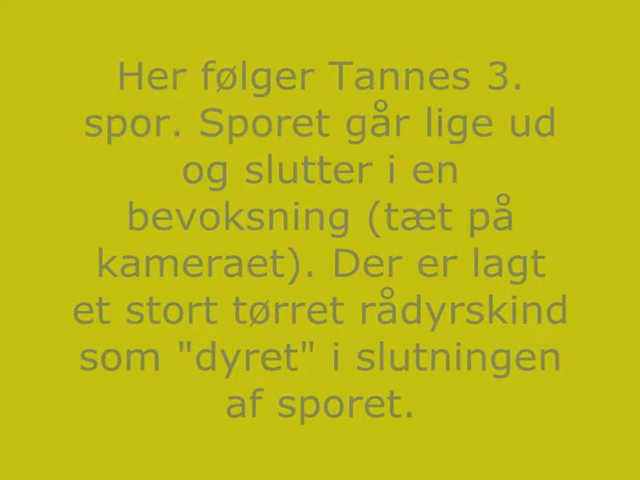 Her følger Tannes 3.
spor. Sporet går lige ud
og slutter i en
bevoksning (tæt på
kameraet). Der er lagt
et stort tørret rådyrskind
som "dyret" i slutningen
af sporet.